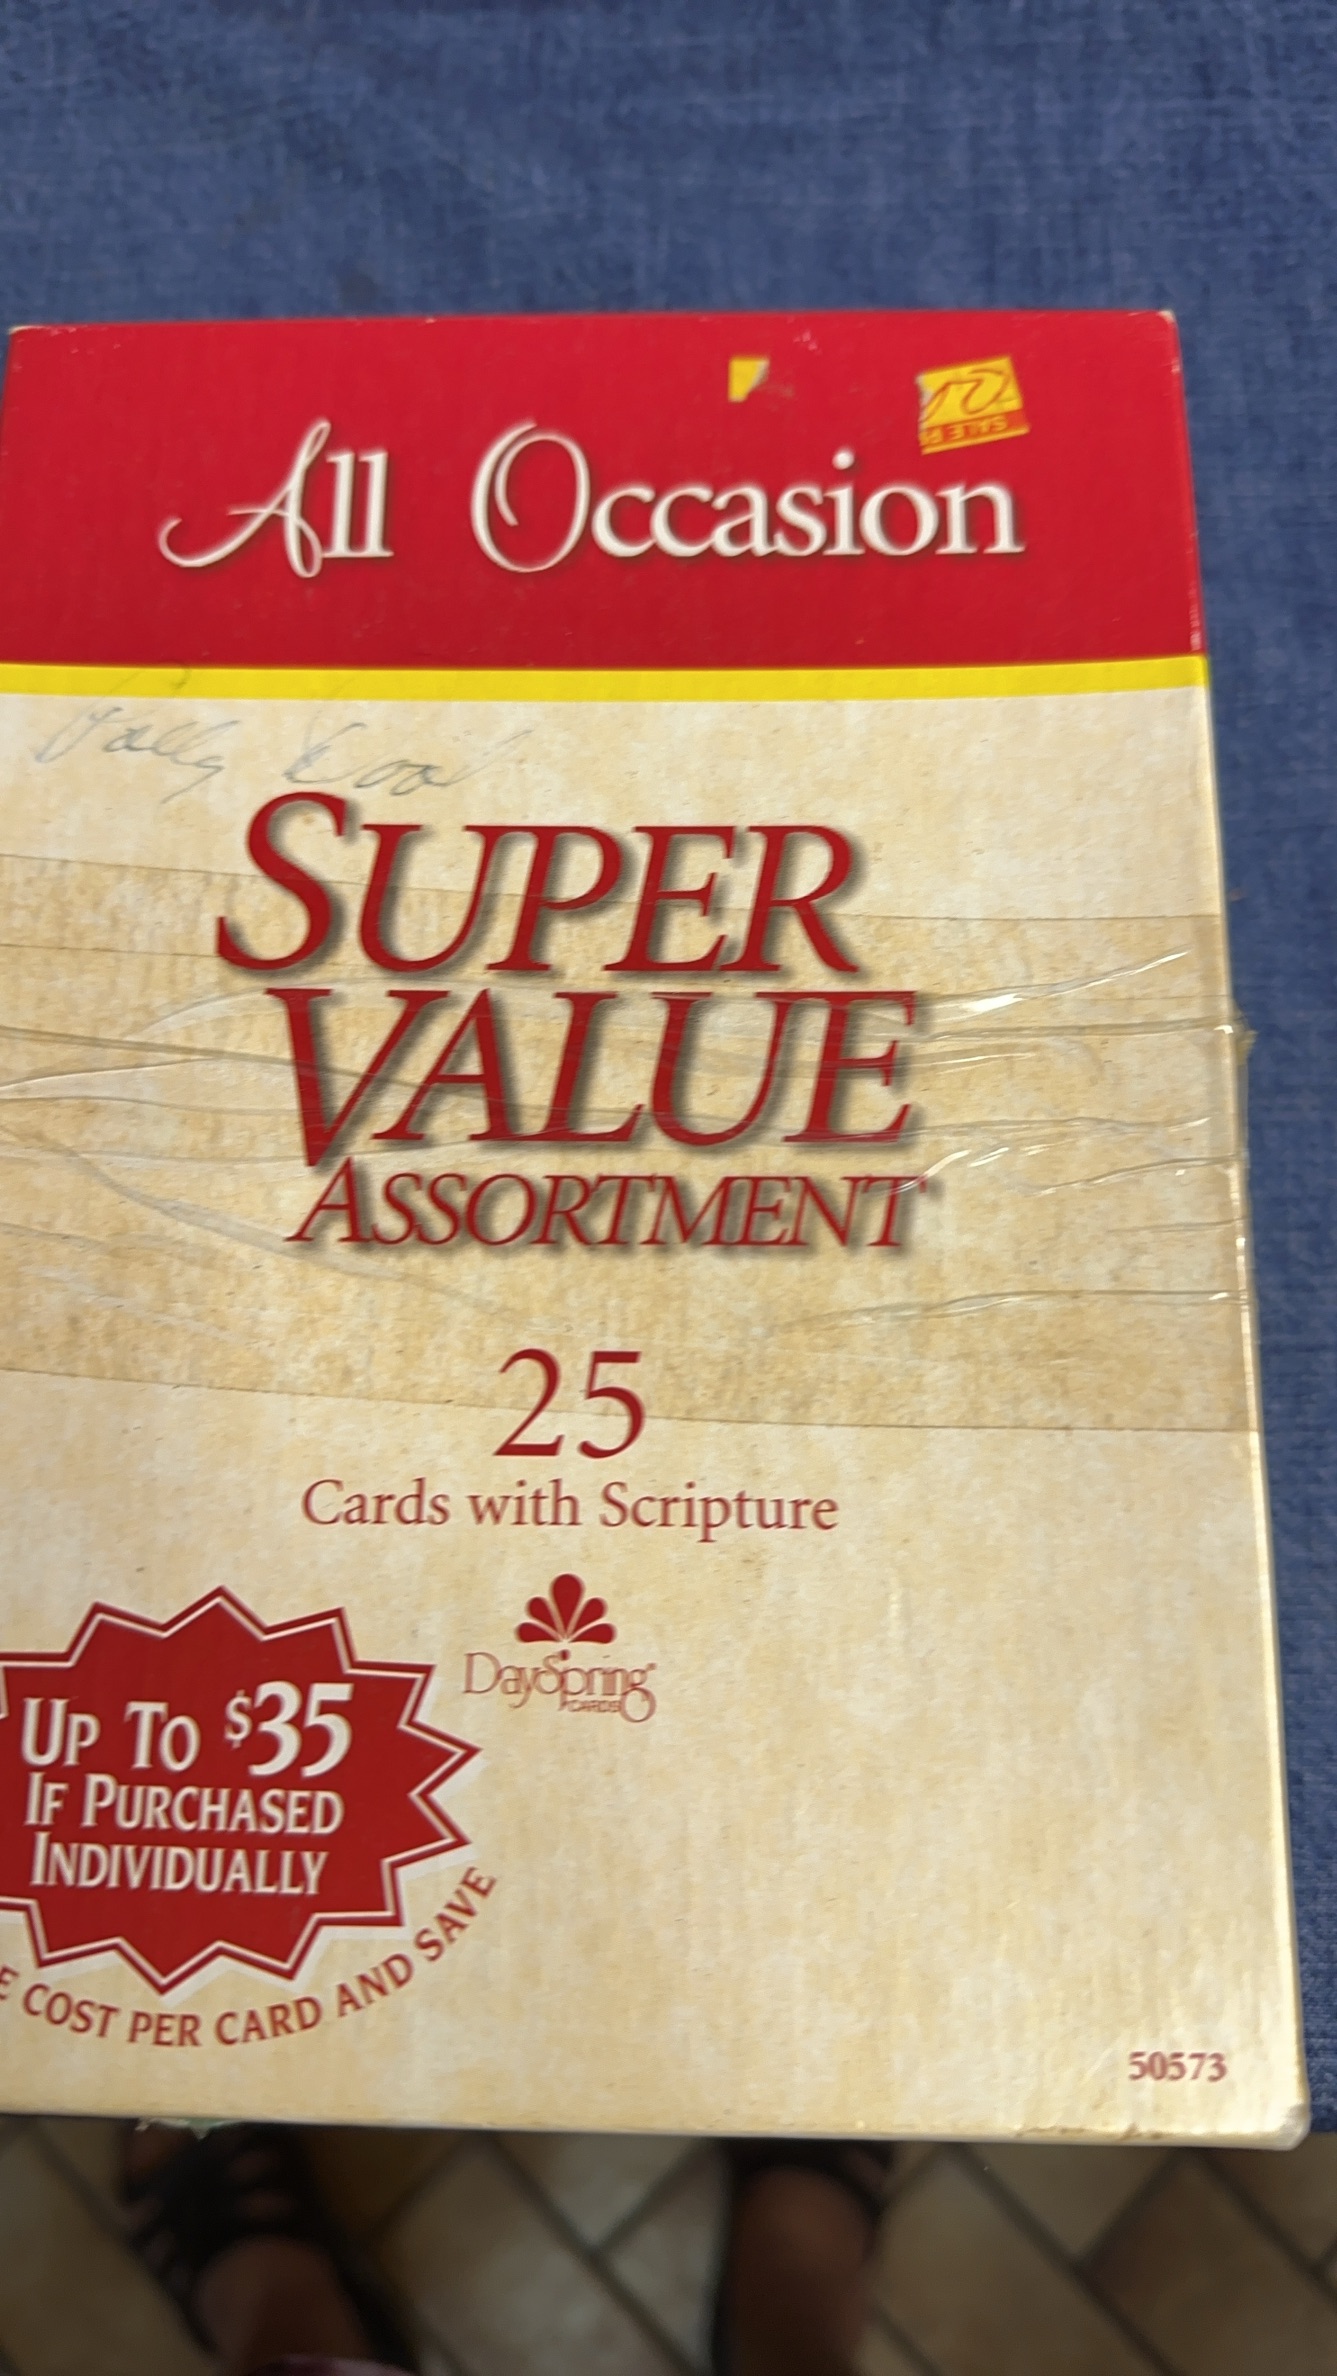 All Occasion
SUPER
VALUE
ASSORTMENT
25
Cards with Scripture
DaySpring®
CARDS
UP TO $35
IF PURCHASED
INDIVIDUALLY
COST PER CARD AND SAVE
50573